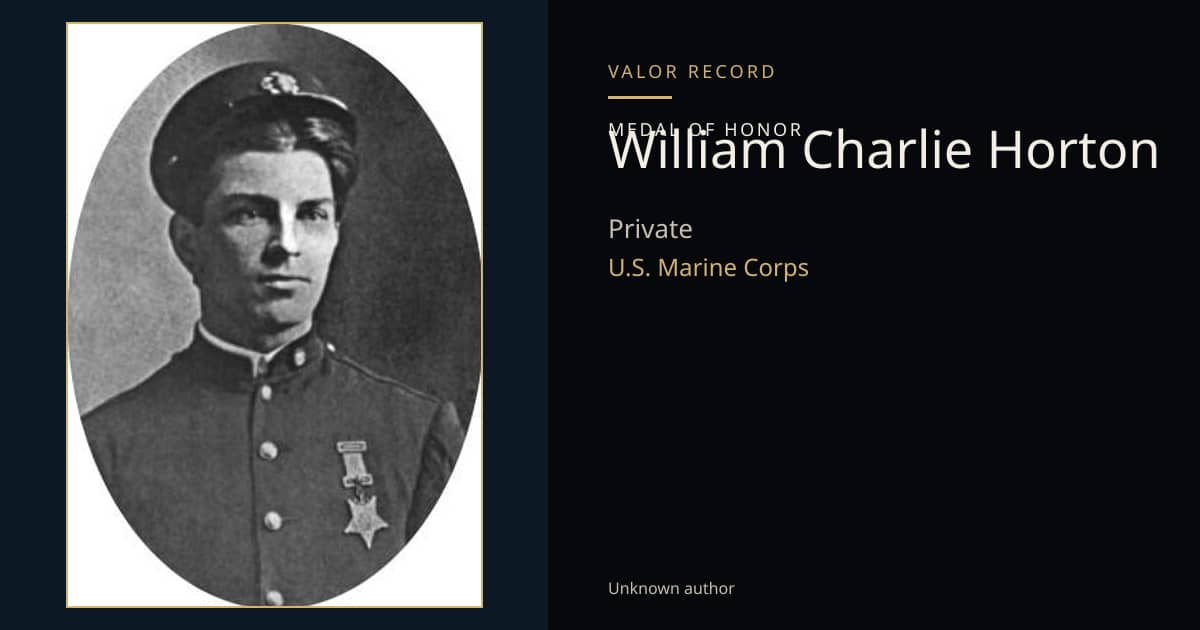 VALOR RECORD
MEDAL OF HONOR
William Charlie Horton
Private
U.S. Marine Corps
Unknown author